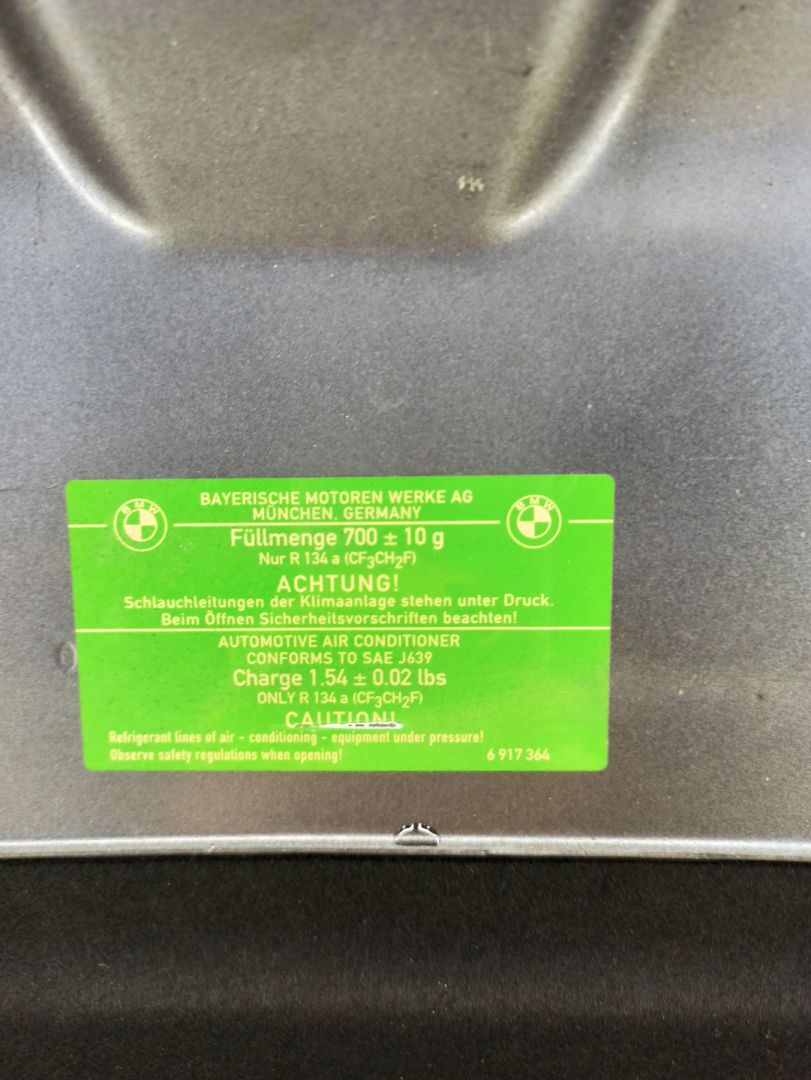 BAYERISCHE MOTOREN WERKE AG
MÜNCHEN, GERMANY
BMW
BMW
Füllmenge 700 ± 10 g
Nur R 134 a (CF₃CH₂F)
ACHTUNG!
Schlauchleitungen der Klimaanlage stehen unter Druck.
Beim Öffnen Sicherheitsvorschriften beachten!
AUTOMOTIVE AIR CONDITIONER
CONFORMS TO SAE J639
Charge 1.54 ± 0.02 lbs
ONLY R 134 a (CF₃CH₂F)
CAUTION!
Refrigerant lines of air - conditioning - equipment under pressure!
Observe safety regulations when opening!
6 917 364